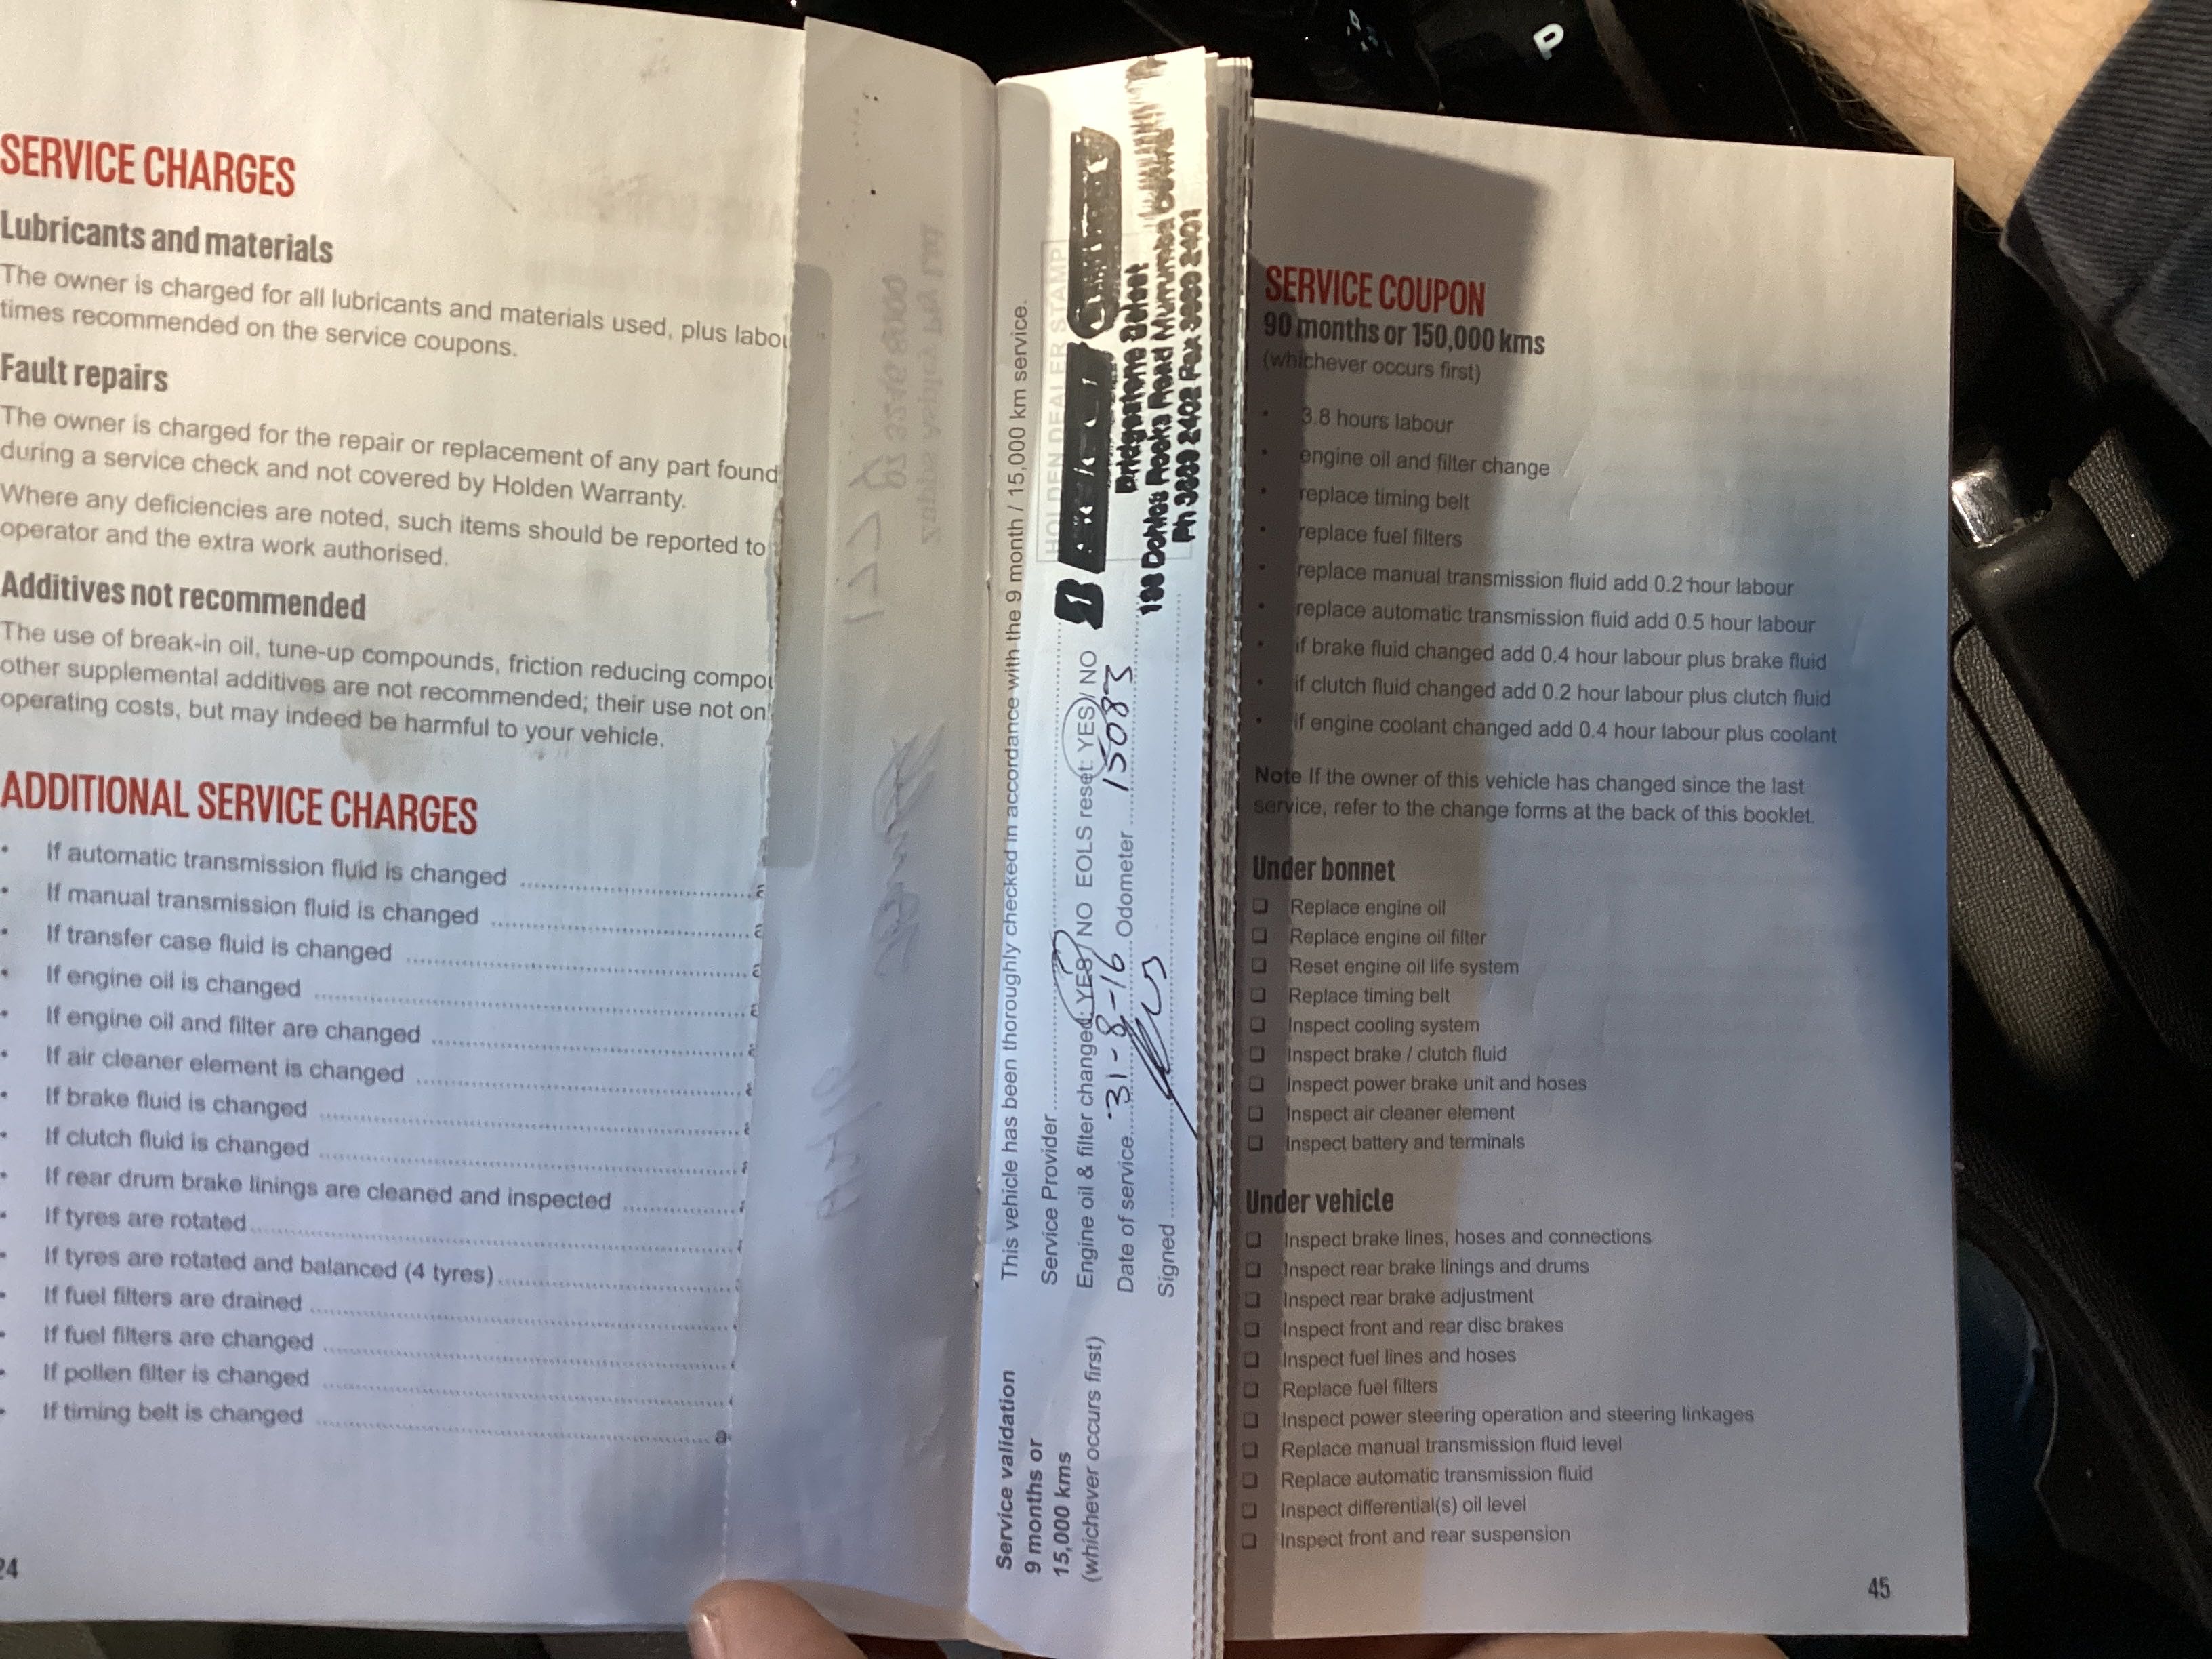 SERVICE CHARGES
Lubricants and materials
The owner is charged for all lubricants and materials used, plus labou
times recommended on the service coupons.
Fault repairs
The owner is charged for the repair or replacement of any part found
during a service check and not covered by Holden Warranty.
Where any deficiencies are noted, such items should be reported to
operator and the extra work authorised.
Additives not recommended
The use of break-in oil, tune-up compounds, friction reducing compou
other supplemental additives are not recommended; their use not on
operating costs, but may indeed be harmful to your vehicle.
ADDITIONAL SERVICE CHARGES
• If automatic transmission fluid is changed
• If manual transmission fluid is changed
• If transfer case fluid is changed
• If engine oil is changed
• If engine oil and filter are changed
• If air cleaner element is changed
• If brake fluid is changed
• If clutch fluid is changed
• If rear drum brake linings are cleaned and inspected
• If tyres are rotated
• If tyres are rotated and balanced (4 tyres)
• If fuel filters are drained
• If fuel filters are changed
• If pollen filter is changed
• If timing belt is changed
24
Service validation
9 months or
15,000 kms
(whichever occurs first)
This vehicle has been thoroughly checked in accordance with the 9 month / 15,000 km service.
HOLDEN DEALER STAMP
Service Provider
Engine oil & filter changed: YES / NO EOLS reset: YES / NO
Date of service 31-8-16 Odometer 15083
Signed
Bridgestone Select
Dohles Rocks Road Murrumba Downs
Ph 3889 2402 Fax 3889 2401
SERVICE COUPON
90 months or 150,000 kms
(whichever occurs first)
• 3.8 hours labour
• engine oil and filter change
• replace timing belt
• replace fuel filters
• replace manual transmission fluid add 0.2 hour labour
• replace automatic transmission fluid add 0.5 hour labour
• if brake fluid changed add 0.4 hour labour plus brake fluid
• if clutch fluid changed add 0.2 hour labour plus clutch fluid
• if engine coolant changed add 0.4 hour labour plus coolant
Note If the owner of this vehicle has changed since the last
service, refer to the change forms at the back of this booklet.
Under bonnet
Replace engine oil
Replace engine oil filter
Reset engine oil life system
Replace timing belt
Inspect cooling system
Inspect brake / clutch fluid
Inspect power brake unit and hoses
Inspect air cleaner element
Inspect battery and terminals
Under vehicle
Inspect brake lines, hoses and connections
Inspect rear brake linings and drums
Inspect rear brake adjustment
Inspect front and rear disc brakes
Inspect fuel lines and hoses
Replace fuel filters
Inspect power steering operation and steering linkages
Replace manual transmission fluid level
Replace automatic transmission fluid
Inspect differential(s) oil level
Inspect front and rear suspension
45
P